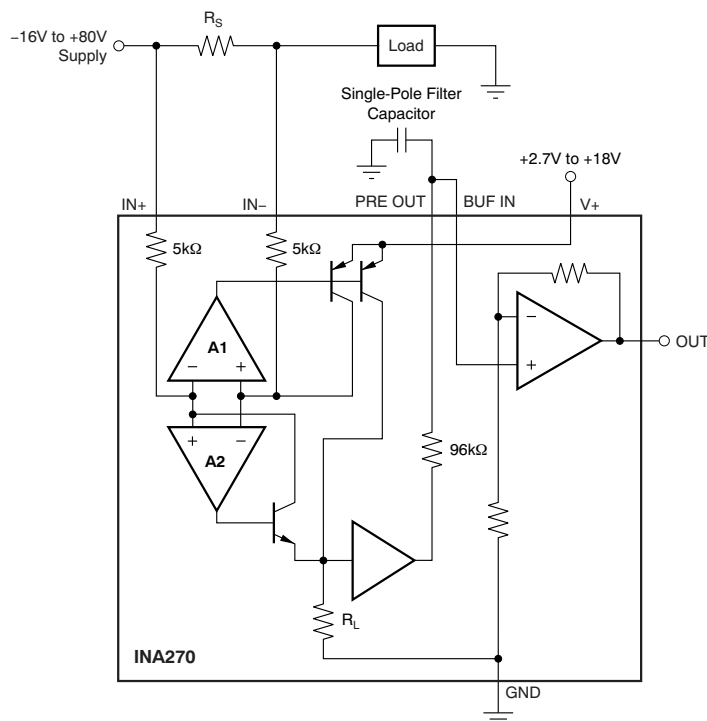 R_S
−16V to +80V
Supply
Load
Single-Pole Filter
Capacitor
+2.7V to +18V
IN+
IN−
PRE OUT
BUF IN
V+
5kΩ
5kΩ
A1
− +
−
+
OUT
+ −
A2
96kΩ
R_L
INA270
GND